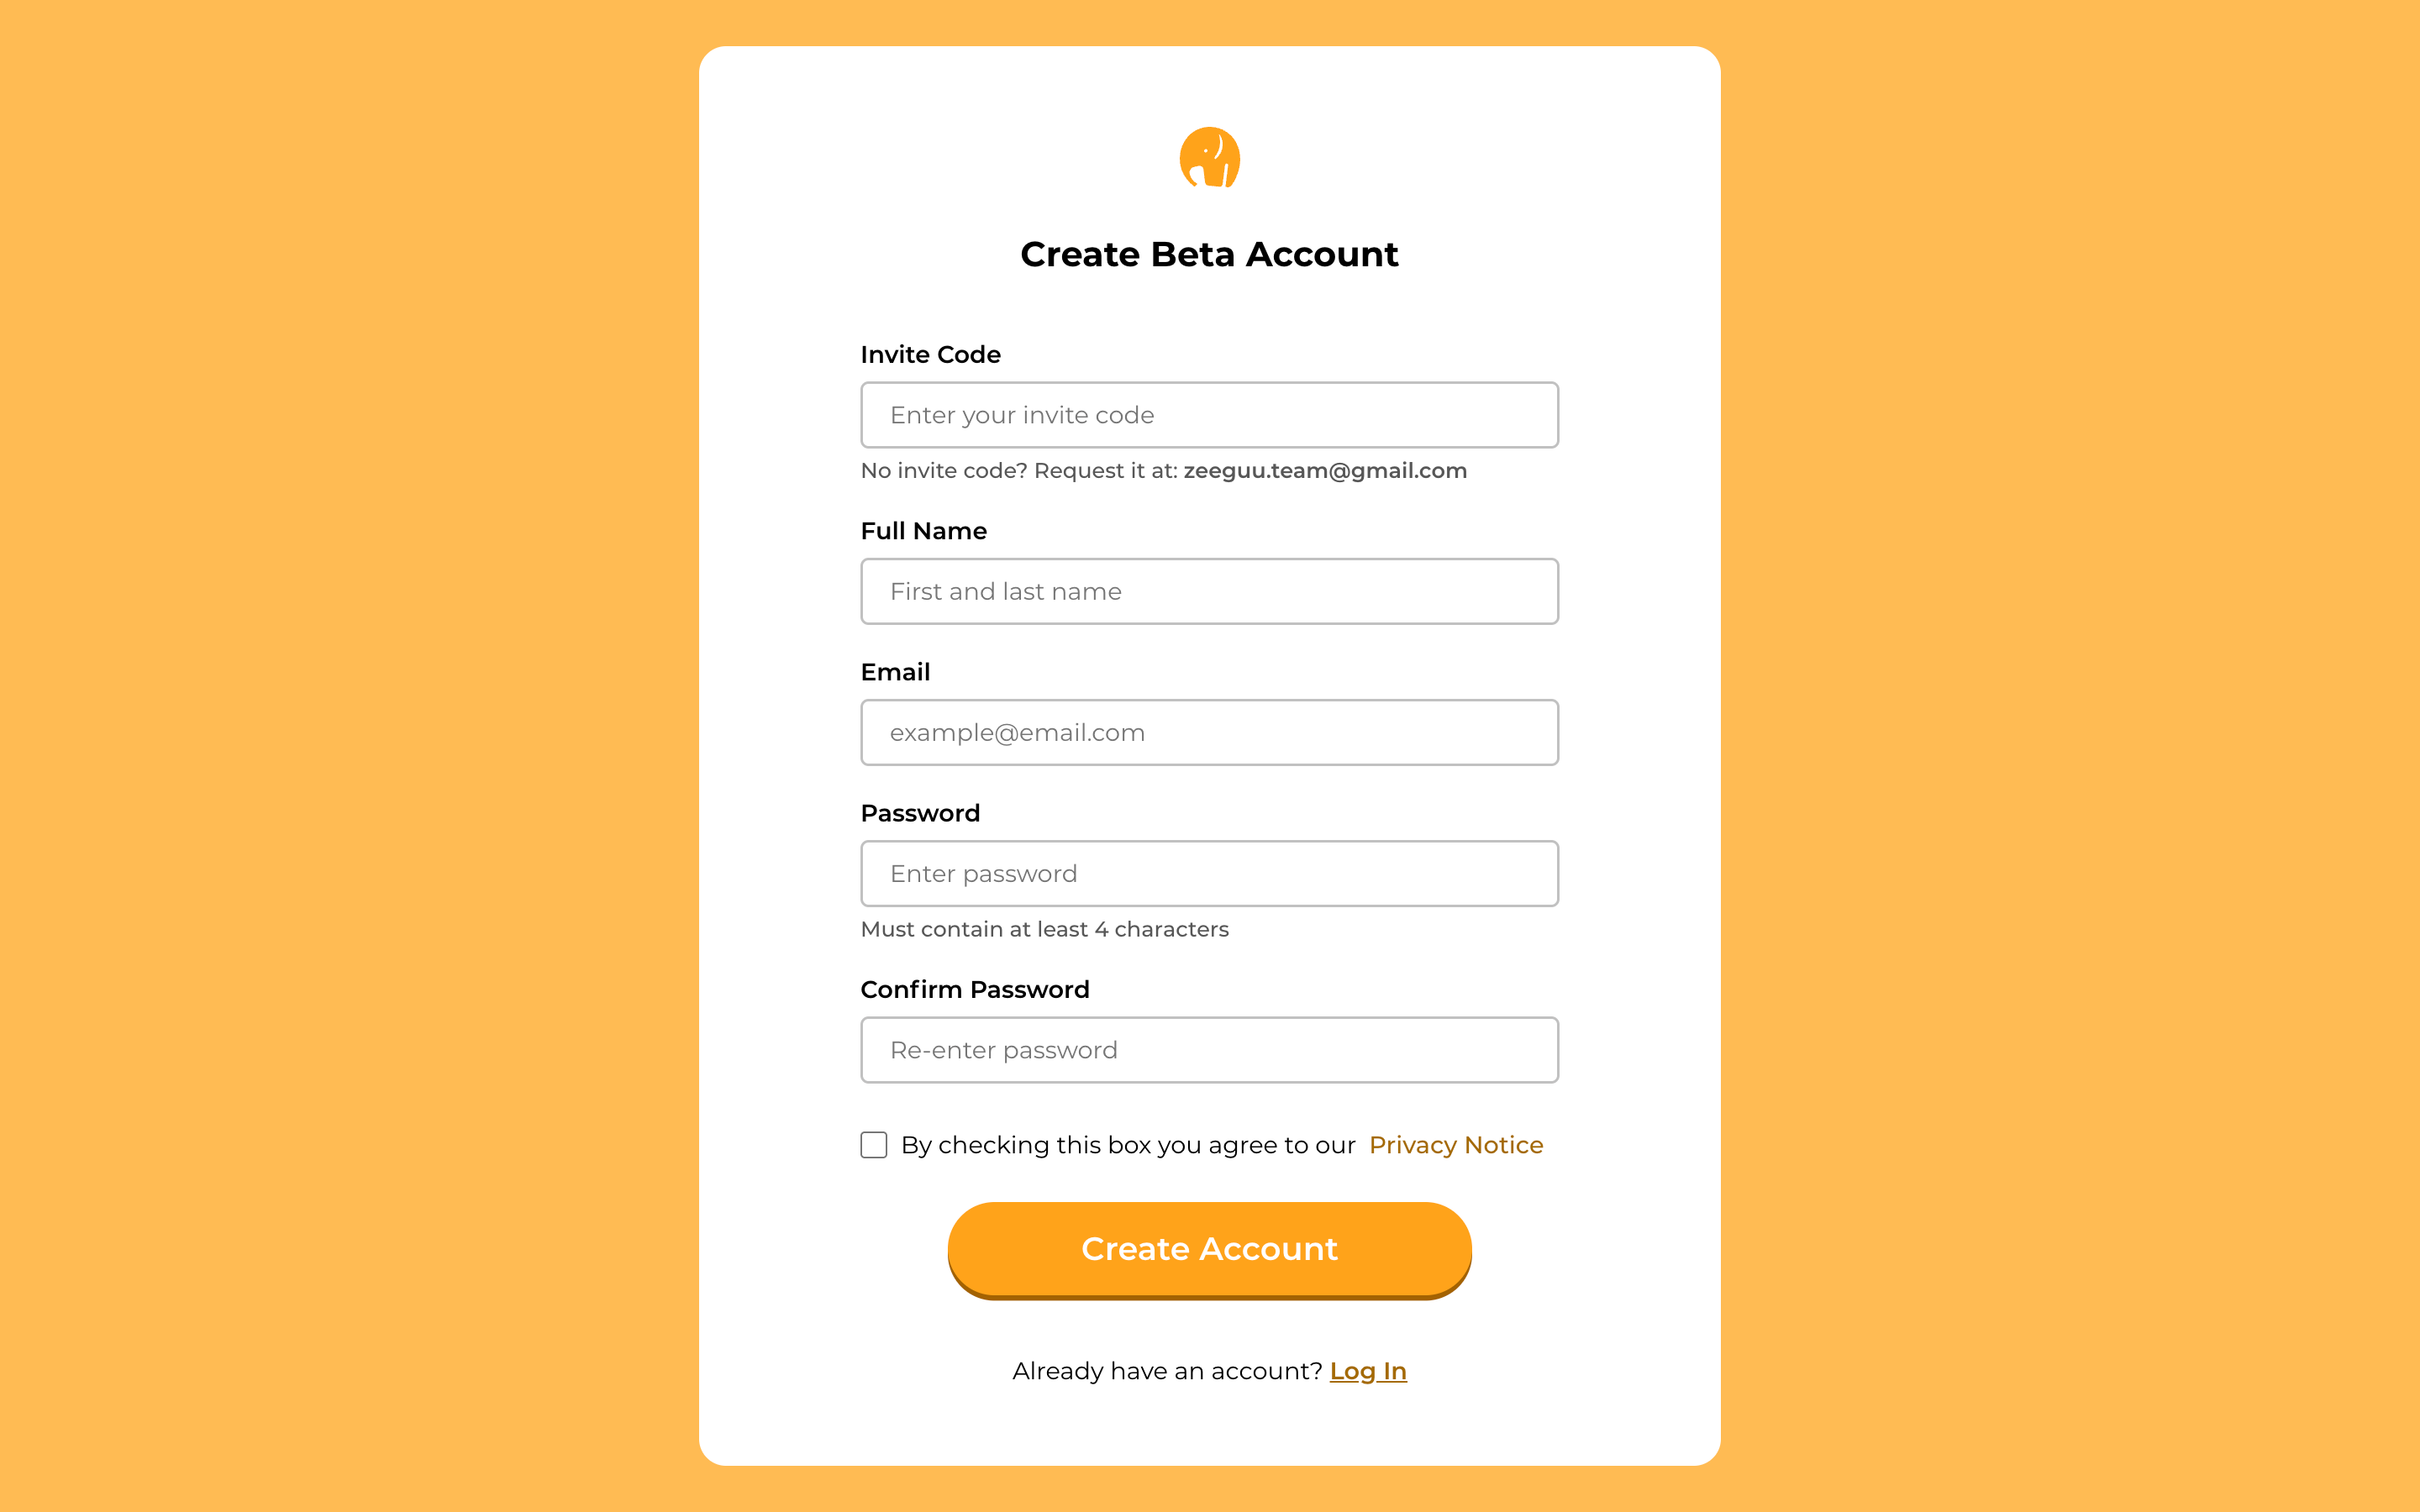 Create Beta Account
Invite Code
Enter your invite code
No invite code? Request it at: zeeguu.team@gmail.com
Full Name
First and last name
Email
example@email.com
Password
Enter password
Must contain at least 4 characters
Confirm Password
Re-enter password
By checking this box you agree to our Privacy Notice
Create Account
Already have an account? Log In